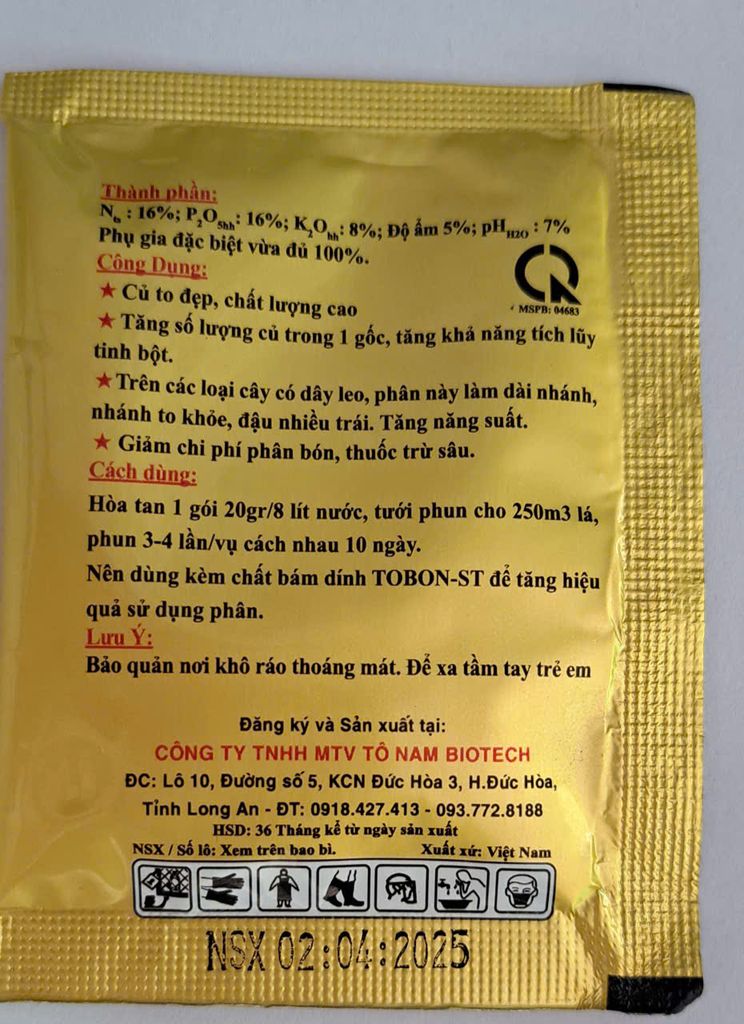 Thành phần:
Nts : 16%; P2O5hh: 16%; K2Ohh: 8%; Độ ẩm 5%; pHH2O : 7%
Phụ gia đặc biệt vừa đủ 100%.
Công Dụng:
★ Củ to đẹp, chất lượng cao
MSPB: 04683
★ Tăng số lượng củ trong 1 gốc, tăng khả năng tích lũy
tinh bột.
★ Trên các loại cây có dây leo, phân này làm dài nhánh,
nhánh to khỏe, đậu nhiều trái. Tăng năng suất.
★ Giảm chi phí phân bón, thuốc trừ sâu.
Cách dùng:
Hòa tan 1 gói 20gr/8 lít nước, tưới phun cho 250m3 lá,
phun 3-4 lần/vụ cách nhau 10 ngày.
Nên dùng kèm chất bám dính TOBON-ST để tăng hiệu
quả sử dụng phân.
Lưu Ý:
Bảo quản nơi khô ráo thoáng mát. Để xa tầm tay trẻ em
Đăng ký và Sản xuất tại:
CÔNG TY TNHH MTV TÔ NAM BIOTECH
ĐC: Lô 10, Đường số 5, KCN Đức Hòa 3, H.Đức Hòa,
Tỉnh Long An - ĐT: 0918.427.413 - 093.772.8188
HSD: 36 Tháng kể từ ngày sản xuất
NSX / Số lô: Xem trên bao bì. Xuất xứ: Việt Nam
NSX 02:04:2025